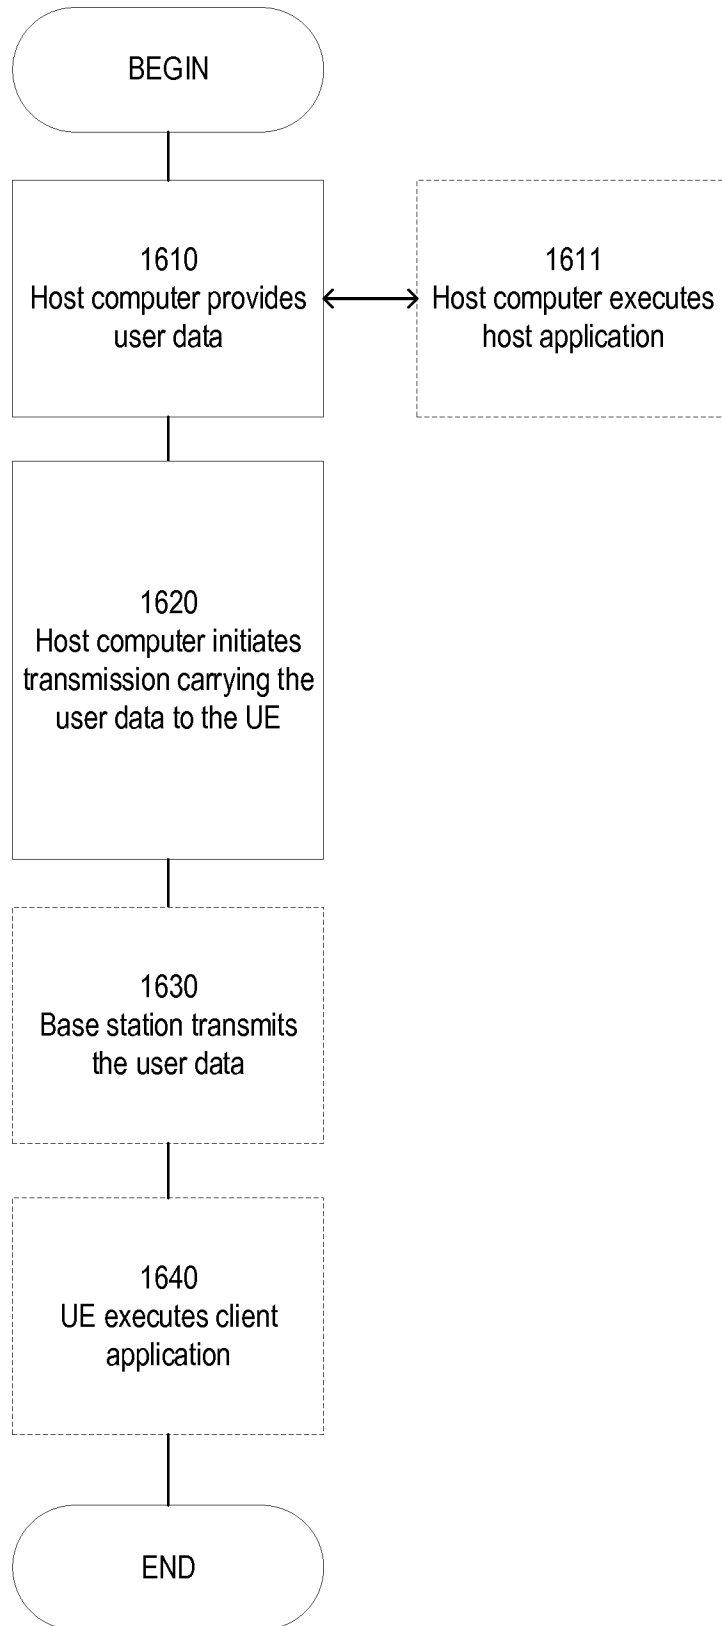 BEGIN
1610
Host computer provides
user data
1611
Host computer executes
host application
1620
Host computer initiates
transmission carrying the
user data to the UE
1630
Base station transmits
the user data
1640
UE executes client
application
END